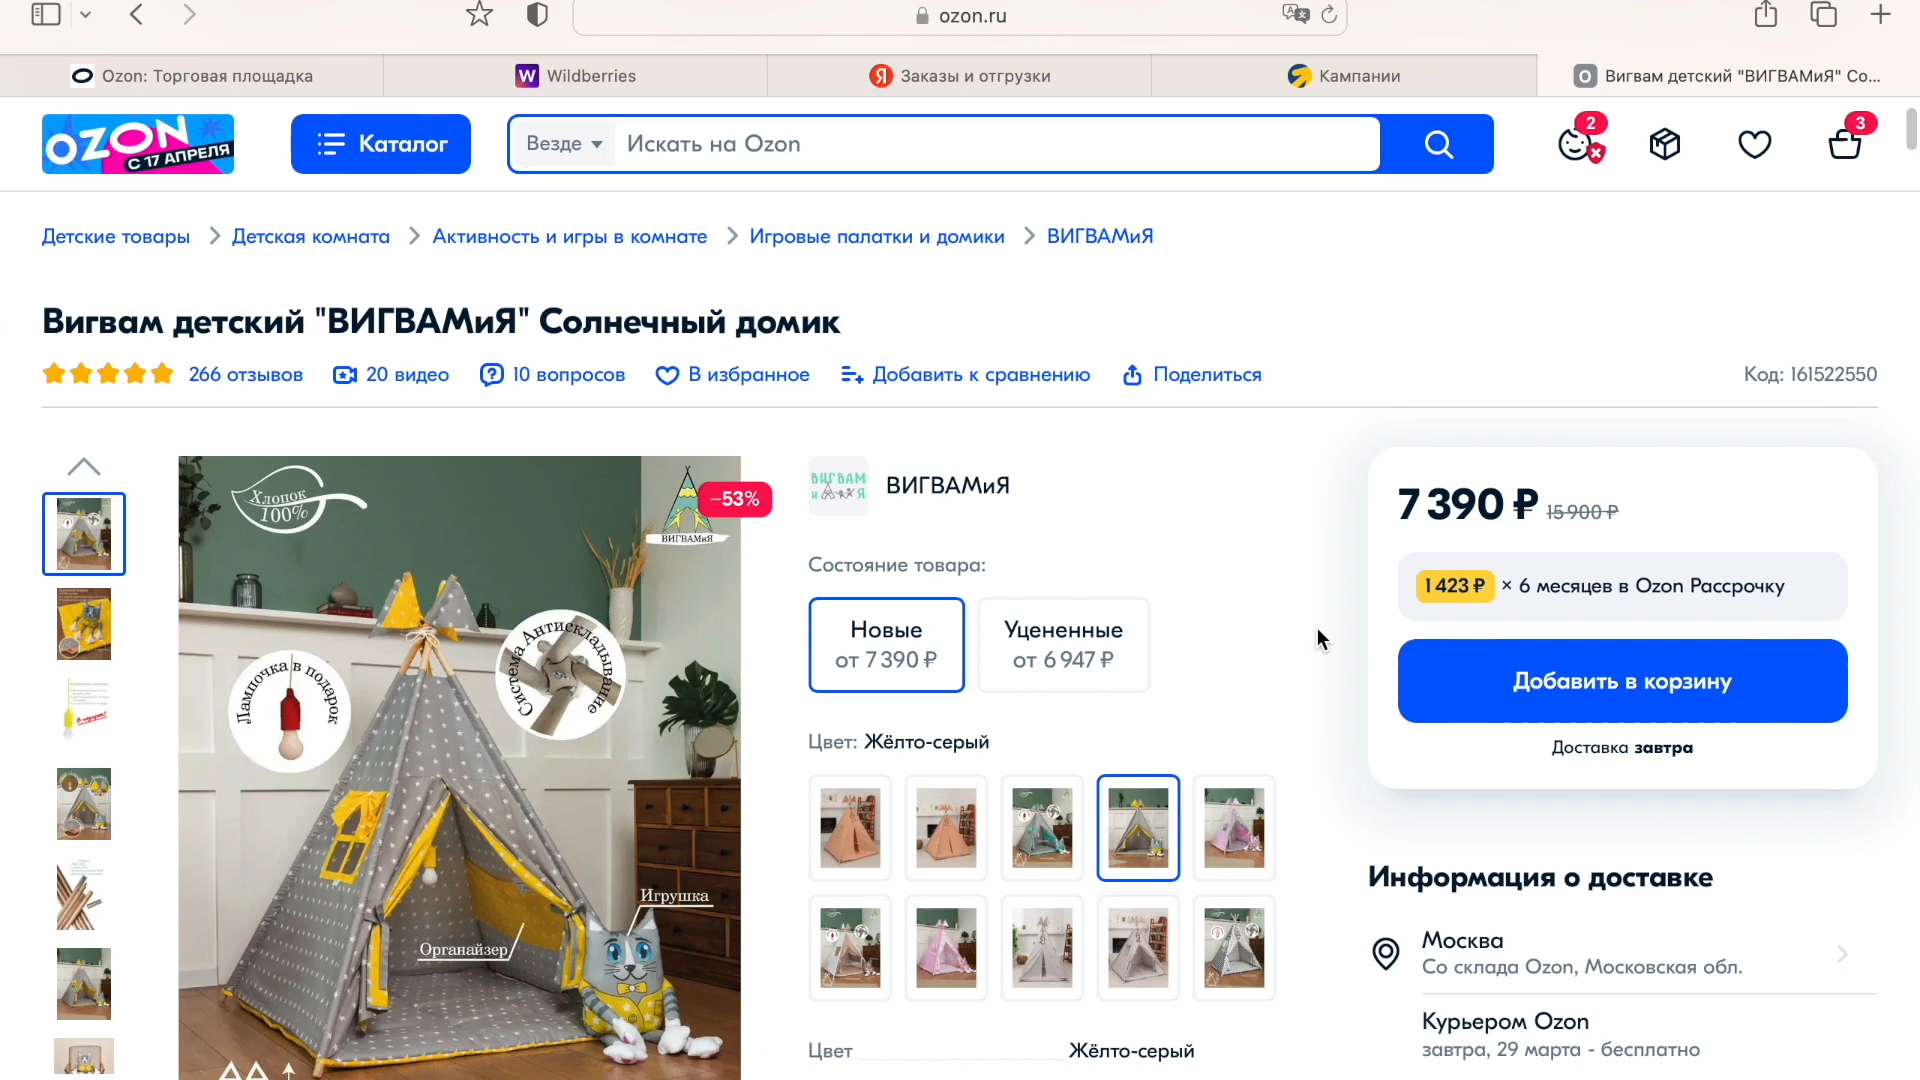 ozon.ru
Ozon: Торговая площадка
Wildberries
Заказы и отгрузки
Кампании
Вигвам детский "ВИГВАМиЯ" Со...
OZON
С 17 АПРЕЛЯ
Каталог
Везде
Искать на Ozon
2
3
Детские товары
Детская комната
Активность и игры в комнате
Игровые палатки и домики
ВИГВАМиЯ
Вигвам детский "ВИГВАМиЯ" Солнечный домик
266 отзывов
20 видео
10 вопросов
В избранное
Добавить к сравнению
Поделиться
Код: 161522550
Хлопок
100%
–53%
ВИГВАМиЯ
Лампочка в подарок
Система Антискладывание
Игрушка
Органайзер
ВИГВАМ
и Я
ВИГВАМиЯ
Состояние товара:
Новые
от 7 390 ₽
Уцененные
от 6 947 ₽
Цвет: Жёлто-серый
Цвет
Жёлто-серый
7 390 ₽ 15 900 ₽
1 423 ₽ × 6 месяцев в Ozon Рассрочку
Добавить в корзину
Доставка завтра
Информация о доставке
Москва
Со склада Ozon, Московская обл.
Курьером Ozon
завтра, 29 марта - бесплатно